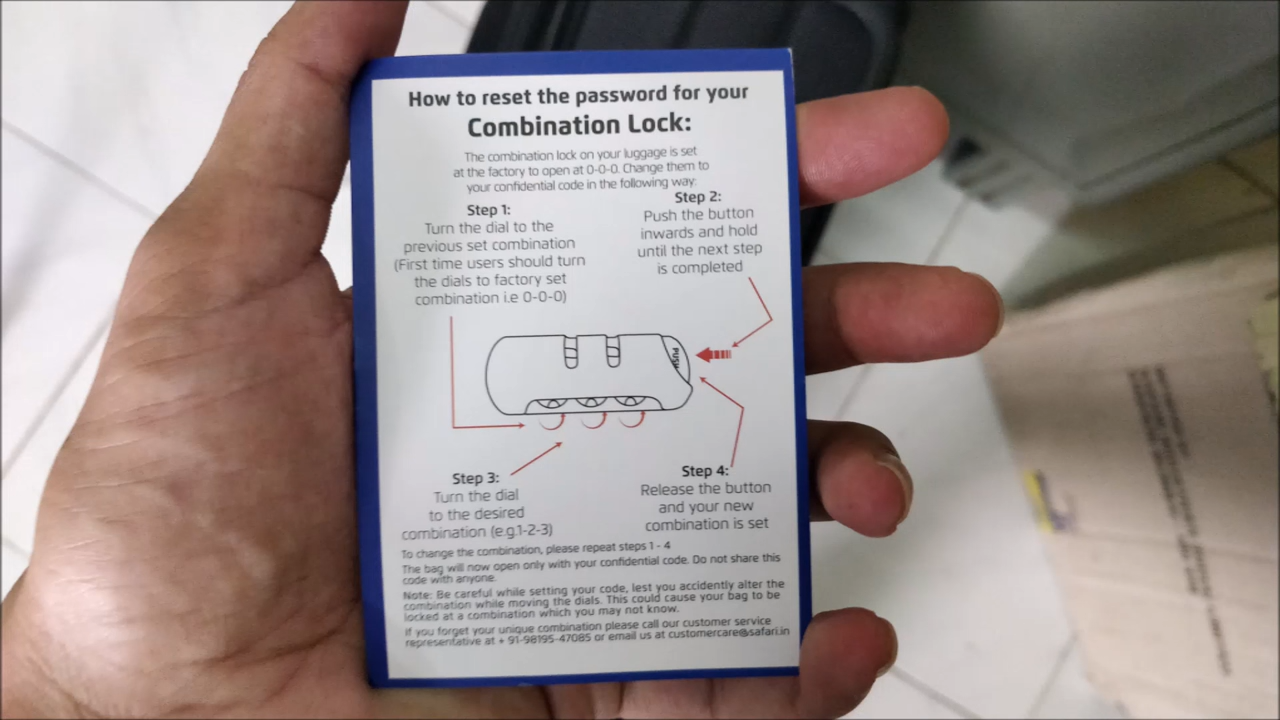 How to reset the password for your
Combination Lock:
The combination lock on your luggage is set
at the factory to open at 0-0-0. Change them to
your confidential code in the following way:
Step 1:
Turn the dial to the
previous set combination
(First time users should turn
the dials to factory set
combination i.e 0-0-0)
Step 2:
Push the button
inwards and hold
until the next step
is completed
PUSH
Step 3:
Turn the dial
to the desired
combination (e.g.1-2-3)
Step 4:
Release the button
and your new
combination is set
To change the combination, please repeat steps 1 - 4
The bag will now open only with your confidential code. Do not share this
code with anyone.
Note: Be careful while setting your code, lest you accidently alter the
combination while moving the dials. This could cause your bag to be
locked at a combination which you may not know.
If you forget your unique combination please call our customer service
representative at + 91-98195-47085 or email us at customercare@safari.in